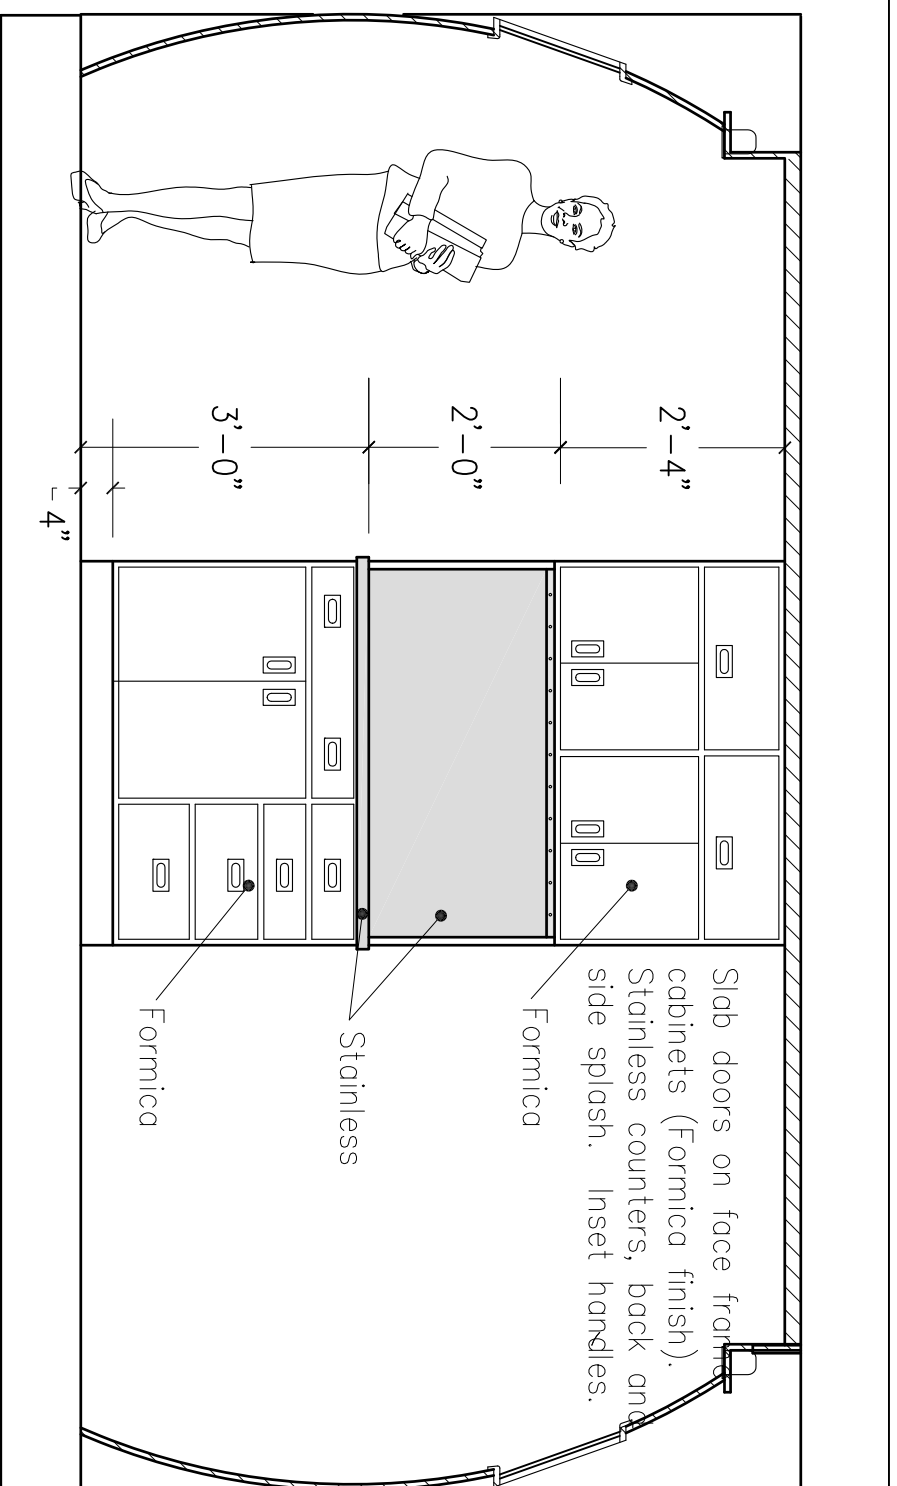 2'-4"
2'-0"
3'-0"
4"
Slab doors on face frame
cabinets (Formica finish).
Stainless counters, back and
side splash. Inset handles.
Formica
Stainless
Formica